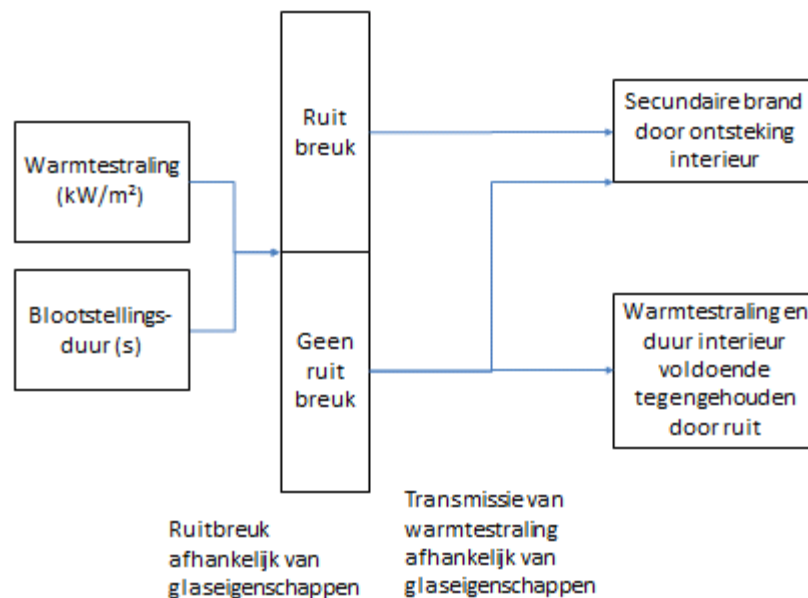 Warmtestraling
(kW/m²)
Blootstellings-
duur (s)
Ruit
breuk
Geen
ruit
breuk
Secundaire brand
door ontsteking
interieur
Warmtestraling en
duur interieur
voldoende
tegengehouden
door ruit
Ruitbreuk
afhankelijk van
glaseigenschappen
Transmissie van
warmtestraling
afhankelijk van
glaseigenschappen